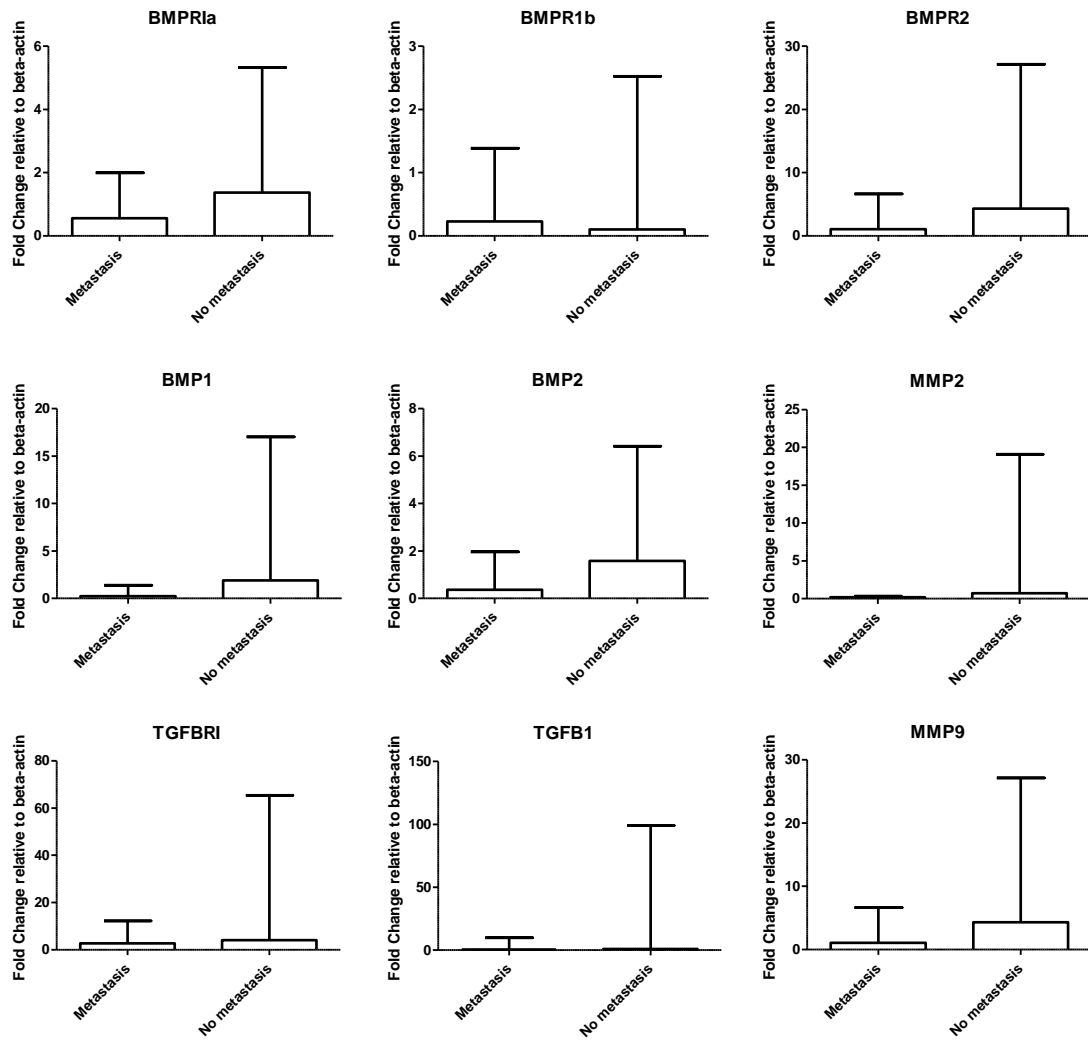 BMPRIa
Fold Change relative to beta-actin
6
4
2
0
Metastasis
No metastasis
BMPR1b
Fold Change relative to beta-actin
3
2
1
0
Metastasis
No metastasis
BMPR2
Fold Change relative to beta-actin
30
20
10
0
Metastasis
No metastasis
BMP1
Fold Change relative to beta-actin
20
15
10
5
0
Metastasis
No metastasis
BMP2
Fold Change relative to beta-actin
8
6
4
2
0
Metastasis
No metastasis
MMP2
Fold Change relative to beta-actin
25
20
15
10
5
0
Metastasis
No metastasis
TGFBRI
Fold Change relative to beta-actin
80
60
40
20
0
Metastasis
No metastasis
TGFB1
Fold Change relative to beta-actin
150
100
50
0
Metastasis
No metastasis
MMP9
Fold Change relative to beta-actin
30
20
10
0
Metastasis
No metastasis